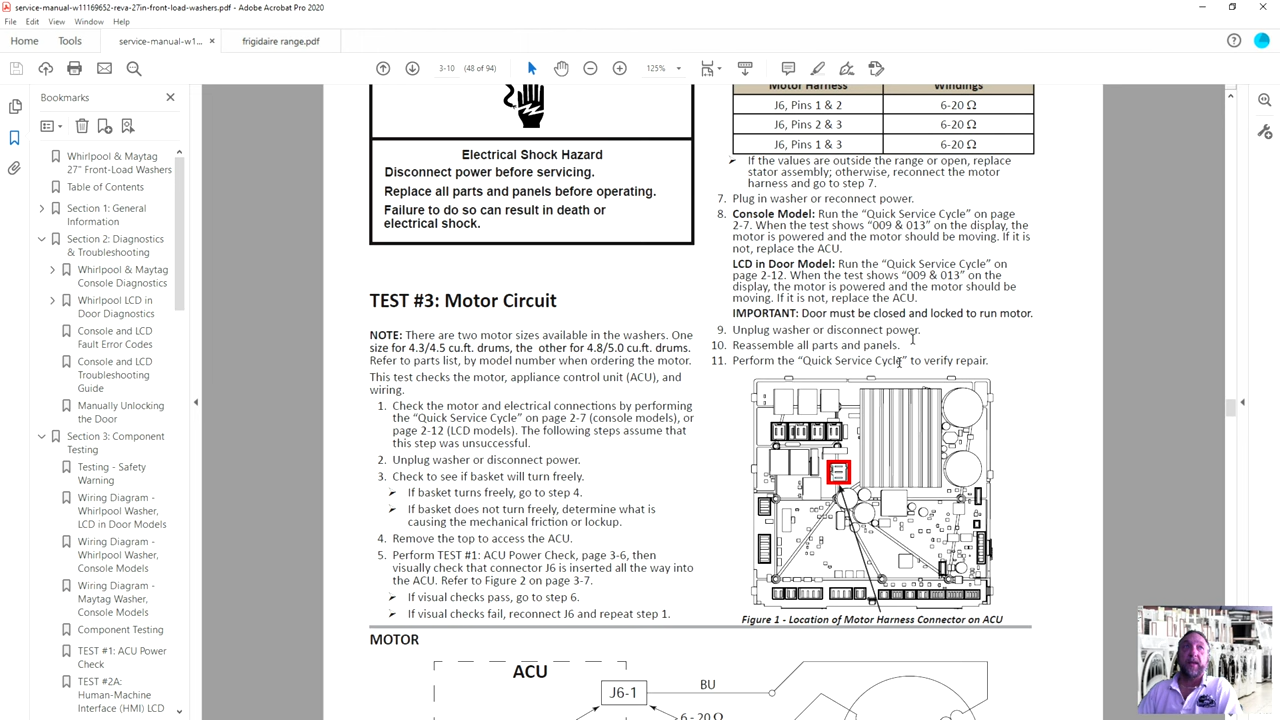 service-manual-w11169652-reva-27in-front-load-washers.pdf - Adobe Acrobat Pro 2020
File Edit View Window Help
Home Tools service-manual-w1... × frigidaire range.pdf
3-10 (48 of 94) 125%
Bookmarks
Whirlpool & Maytag
27" Front-Load Washers
Table of Contents
Section 1: General
Information
Section 2: Diagnostics
& Troubleshooting
Whirlpool & Maytag
Console Diagnostics
Whirlpool LCD in
Door Diagnostics
Console and LCD
Fault Error Codes
Console and LCD
Troubleshooting
Guide
Manually Unlocking
the Door
Section 3: Component
Testing
Testing - Safety
Warning
Wiring Diagram -
Whirlpool Washer,
LCD in Door Models
Wiring Diagram -
Whirlpool Washer,
Console Models
Wiring Diagram -
Maytag Washer,
Console Models
Component Testing
TEST #1: ACU Power
Check
TEST #2A:
Human-Machine
Interface (HMI) LCD
Electrical Shock Hazard
Disconnect power before servicing.
Replace all parts and panels before operating.
Failure to do so can result in death or
electrical shock.
TEST #3: Motor Circuit
NOTE: There are two motor sizes available in the washers. One
size for 4.3/4.5 cu.ft. drums, the other for 4.8/5.0 cu.ft. drums.
Refer to parts list, by model number when ordering the motor.
This test checks the motor, appliance control unit (ACU), and
wiring.
1. Check the motor and electrical connections by performing
the “Quick Service Cycle” on page 2-7 (console models), or
page 2-12 (LCD models). The following steps assume that
this step was unsuccessful.
2. Unplug washer or disconnect power.
3. Check to see if basket will turn freely.
➢ If basket turns freely, go to step 4.
➢ If basket does not turn freely, determine what is
causing the mechanical friction or lockup.
4. Remove the top to access the ACU.
5. Perform TEST #1: ACU Power Check, page 3-6, then
visually check that connector J6 is inserted all the way into
the ACU. Refer to Figure 2 on page 3-7.
➢ If visual checks pass, go to step 6.
➢ If visual checks fail, reconnect J6 and repeat step 1.
Motor Harness Windings
J6, Pins 1 & 2 6-20 Ω
J6, Pins 2 & 3 6-20 Ω
J6, Pins 1 & 3 6-20 Ω
➢ If the values are outside the range or open, replace
stator assembly; otherwise, reconnect the motor
harness and go to step 7.
7. Plug in washer or reconnect power.
8. Console Model: Run the “Quick Service Cycle” on page
2-7. When the test shows “009 & 013” on the display, the
motor is powered and the motor should be moving. If it is
not, replace the ACU.
LCD in Door Model: Run the “Quick Service Cycle” on
page 2-12. When the test shows “009 & 013” on the
display, the motor is powered and the motor should be
moving. If it is not, replace the ACU.
IMPORTANT: Door must be closed and locked to run motor.
9. Unplug washer or disconnect power.
10. Reassemble all parts and panels.
11. Perform the “Quick Service Cycle” to verify repair.
Figure 1 - Location of Motor Harness Connector on ACU
MOTOR
ACU
J6-1
BU
6 - 20 Ω